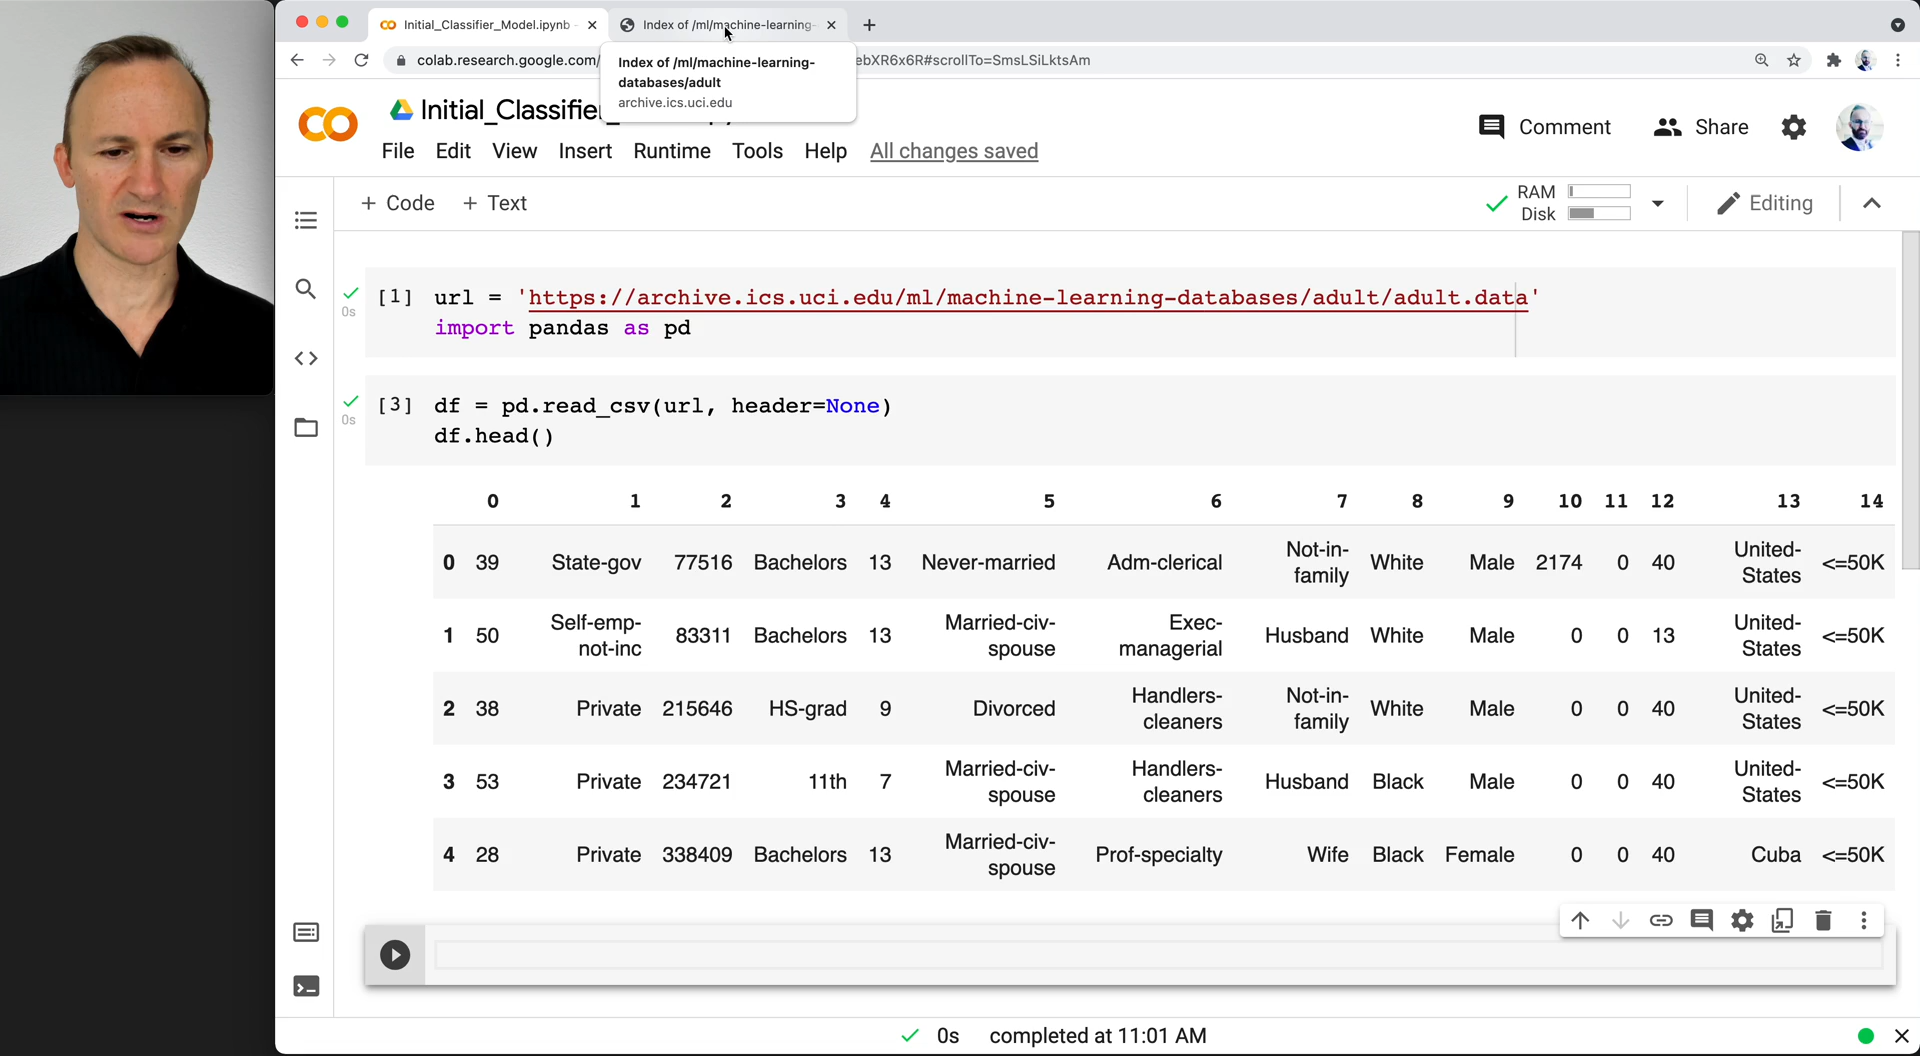 Initial_Classifier_Model.ipynb -
Index of /ml/machine-learning-
colab.research.google.com/
ebXR6x6R#scrollTo=SmsLSiLktsAm
Index of /ml/machine-learning-
databases/adult
archive.ics.uci.edu
Initial_Classifie
Comment
Share
File Edit View Insert Runtime Tools Help All changes saved
+ Code + Text
RAM
Disk
Editing
[1] url = 'https://archive.ics.uci.edu/ml/machine-learning-databases/adult/adult.data'
0s
import pandas as pd
[3] df = pd.read_csv(url, header=None)
0s
df.head()
0 1 2 3 4 5 6 7 8 9 10 11 12 13 14
0 39 State-gov 77516 Bachelors 13 Never-married Adm-clerical Not-in-family White Male 2174 0 40 United-States <=50K
1 50 Self-emp-not-inc 83311 Bachelors 13 Married-civ-spouse Exec-managerial Husband White Male 0 0 13 United-States <=50K
2 38 Private 215646 HS-grad 9 Divorced Handlers-cleaners Not-in-family White Male 0 0 40 United-States <=50K
3 53 Private 234721 11th 7 Married-civ-spouse Handlers-cleaners Husband Black Male 0 0 40 United-States <=50K
4 28 Private 338409 Bachelors 13 Married-civ-spouse Prof-specialty Wife Black Female 0 0 40 Cuba <=50K
0s completed at 11:01 AM